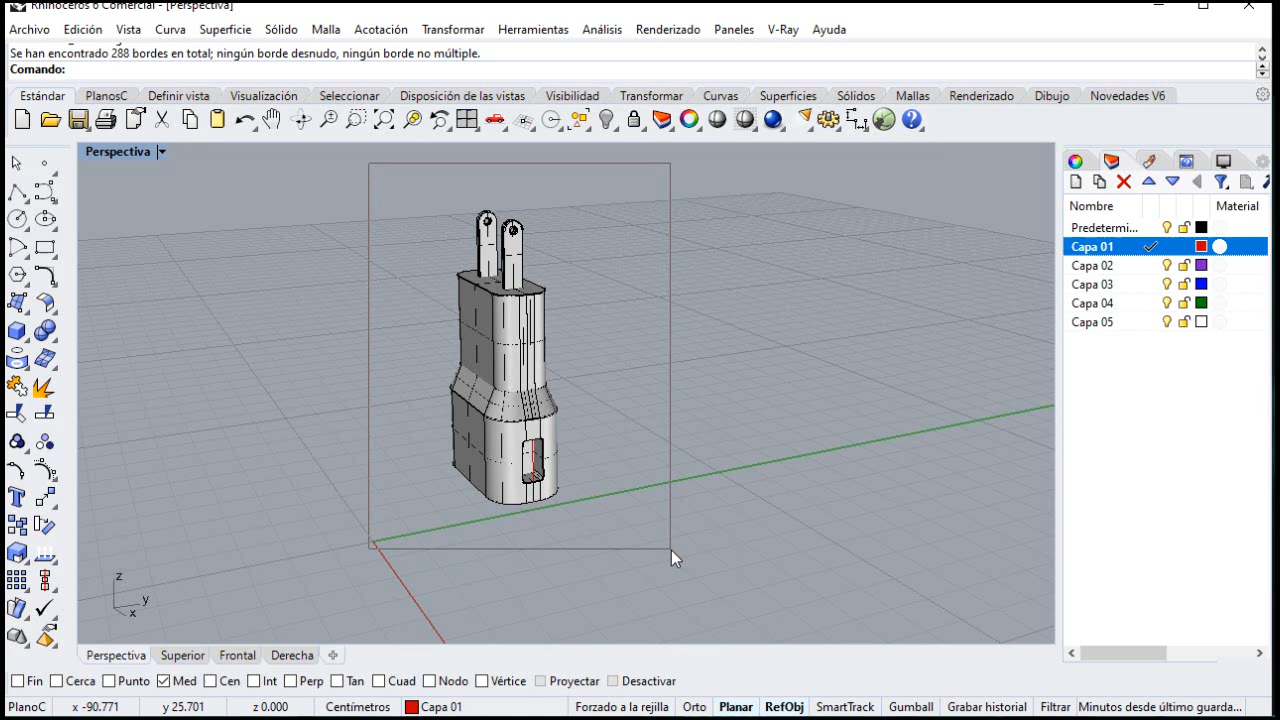 Rhinoceros 6 Comercial - [Perspectiva]
Archivo Edición Vista Curva Superficie Sólido Malla Acotación Transformar Herramientas Análisis Renderizado Paneles V-Ray Ayuda
Se han encontrado 288 bordes en total; ningún borde desnudo, ningún borde no múltiple.
Comando:
Estándar PlanosC Definir vista Visualización Seleccionar Disposición de las vistas Visibilidad Transformar Curvas Superficies Sólidos Mallas Renderizado Dibujo Novedades V6
Perspectiva
Nombre Material
Predetermi...
Capa 01
Capa 02
Capa 03
Capa 04
Capa 05
z
y
x
Perspectiva Superior Frontal Derecha
Fin Cerca Punto Med Cen Int Perp Tan Cuad Nodo Vértice Proyectar Desactivar
PlanoC x -90.771 y 25.701 z 0.000 Centímetros Capa 01 Forzado a la rejilla Orto Planar RefObj SmartTrack Gumball Grabar historial Filtrar Minutos desde último guarda...